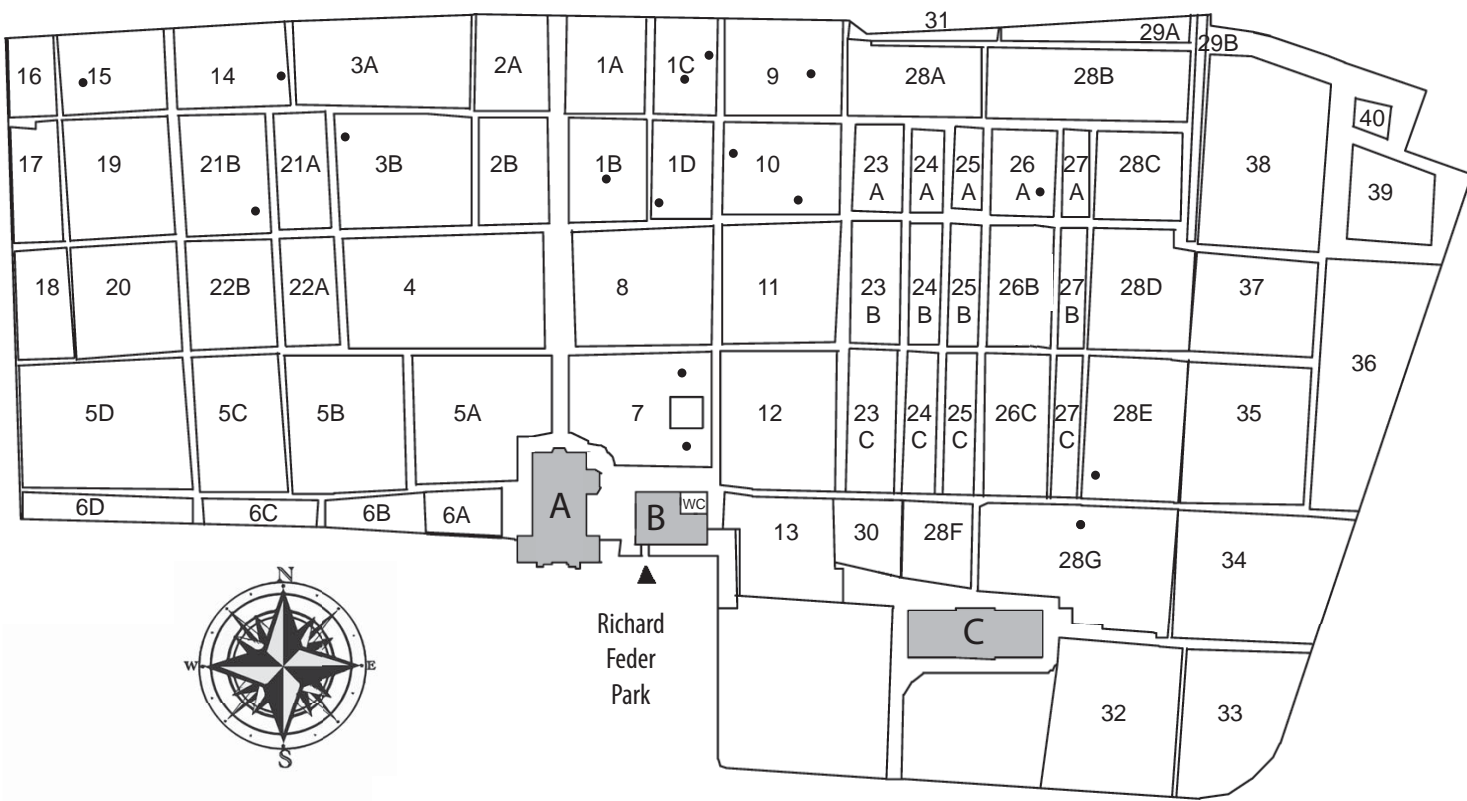 31
29A
29B
16
15
14
3A
2A
1A
1C
9
28A
28B
40
17
19
21B
21A
3B
2B
1B
1D
10
23
A
24
A
25
A
26
A
27
A
28C
38
39
18
20
22B
22A
4
8
11
23
B
24
B
25
B
26B
27
B
28D
37
36
5D
5C
5B
5A
7
12
23
C
24
C
25
C
26C
27
C
28E
35
6D
6C
6B
6A
A
B
WC
13
30
28F
28G
34
N
W
E
S
Richard
Feder
Park
C
32
33